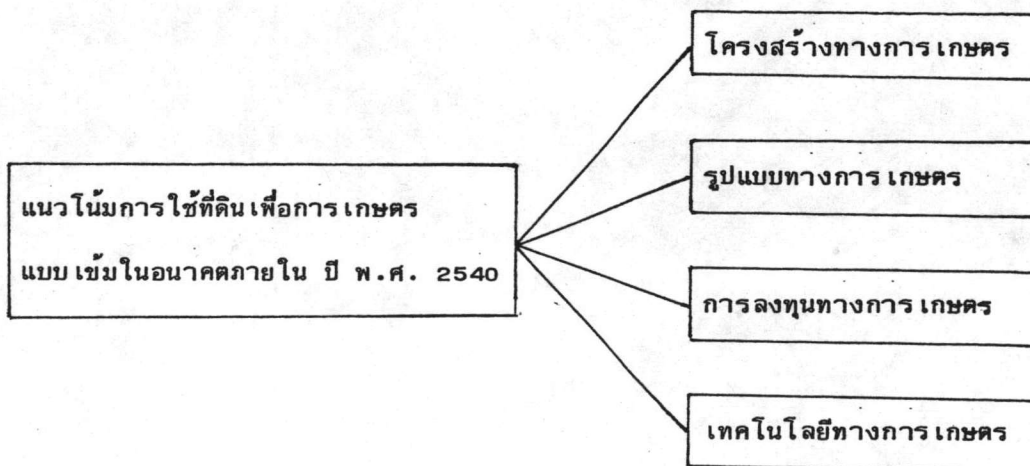 โครงสร้างทางการเกษตร
รูปแบบทางการเกษตร
แนวโน้มการใช้ที่ดินเพื่อการเกษตร
แบบเข้มในอนาคตภายใน ปี พ.ศ. 2540
การลงทุนทางการเกษตร
เทคโนโลยีทางการเกษตร